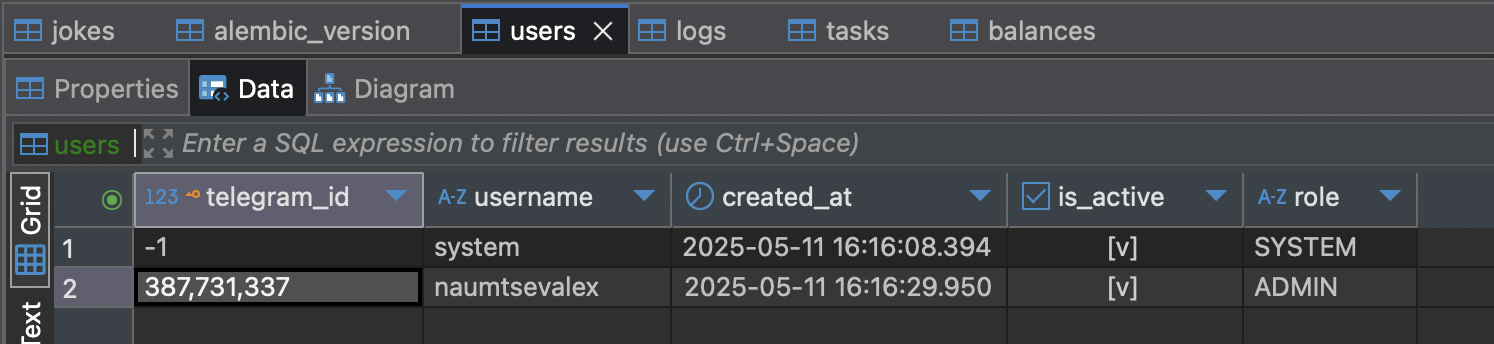 jokes alembic_version users logs tasks balances
Properties Data Diagram
users Enter a SQL expression to filter results (use Ctrl+Space)
123 telegram_id A-Z username created_at is_active role
Grid
1 -1 system 2025-05-11 16:16:08.394 [v] SYSTEM
2 387,731,337 naumtsevalex 2025-05-11 16:16:29.950 [v] ADMIN
Text